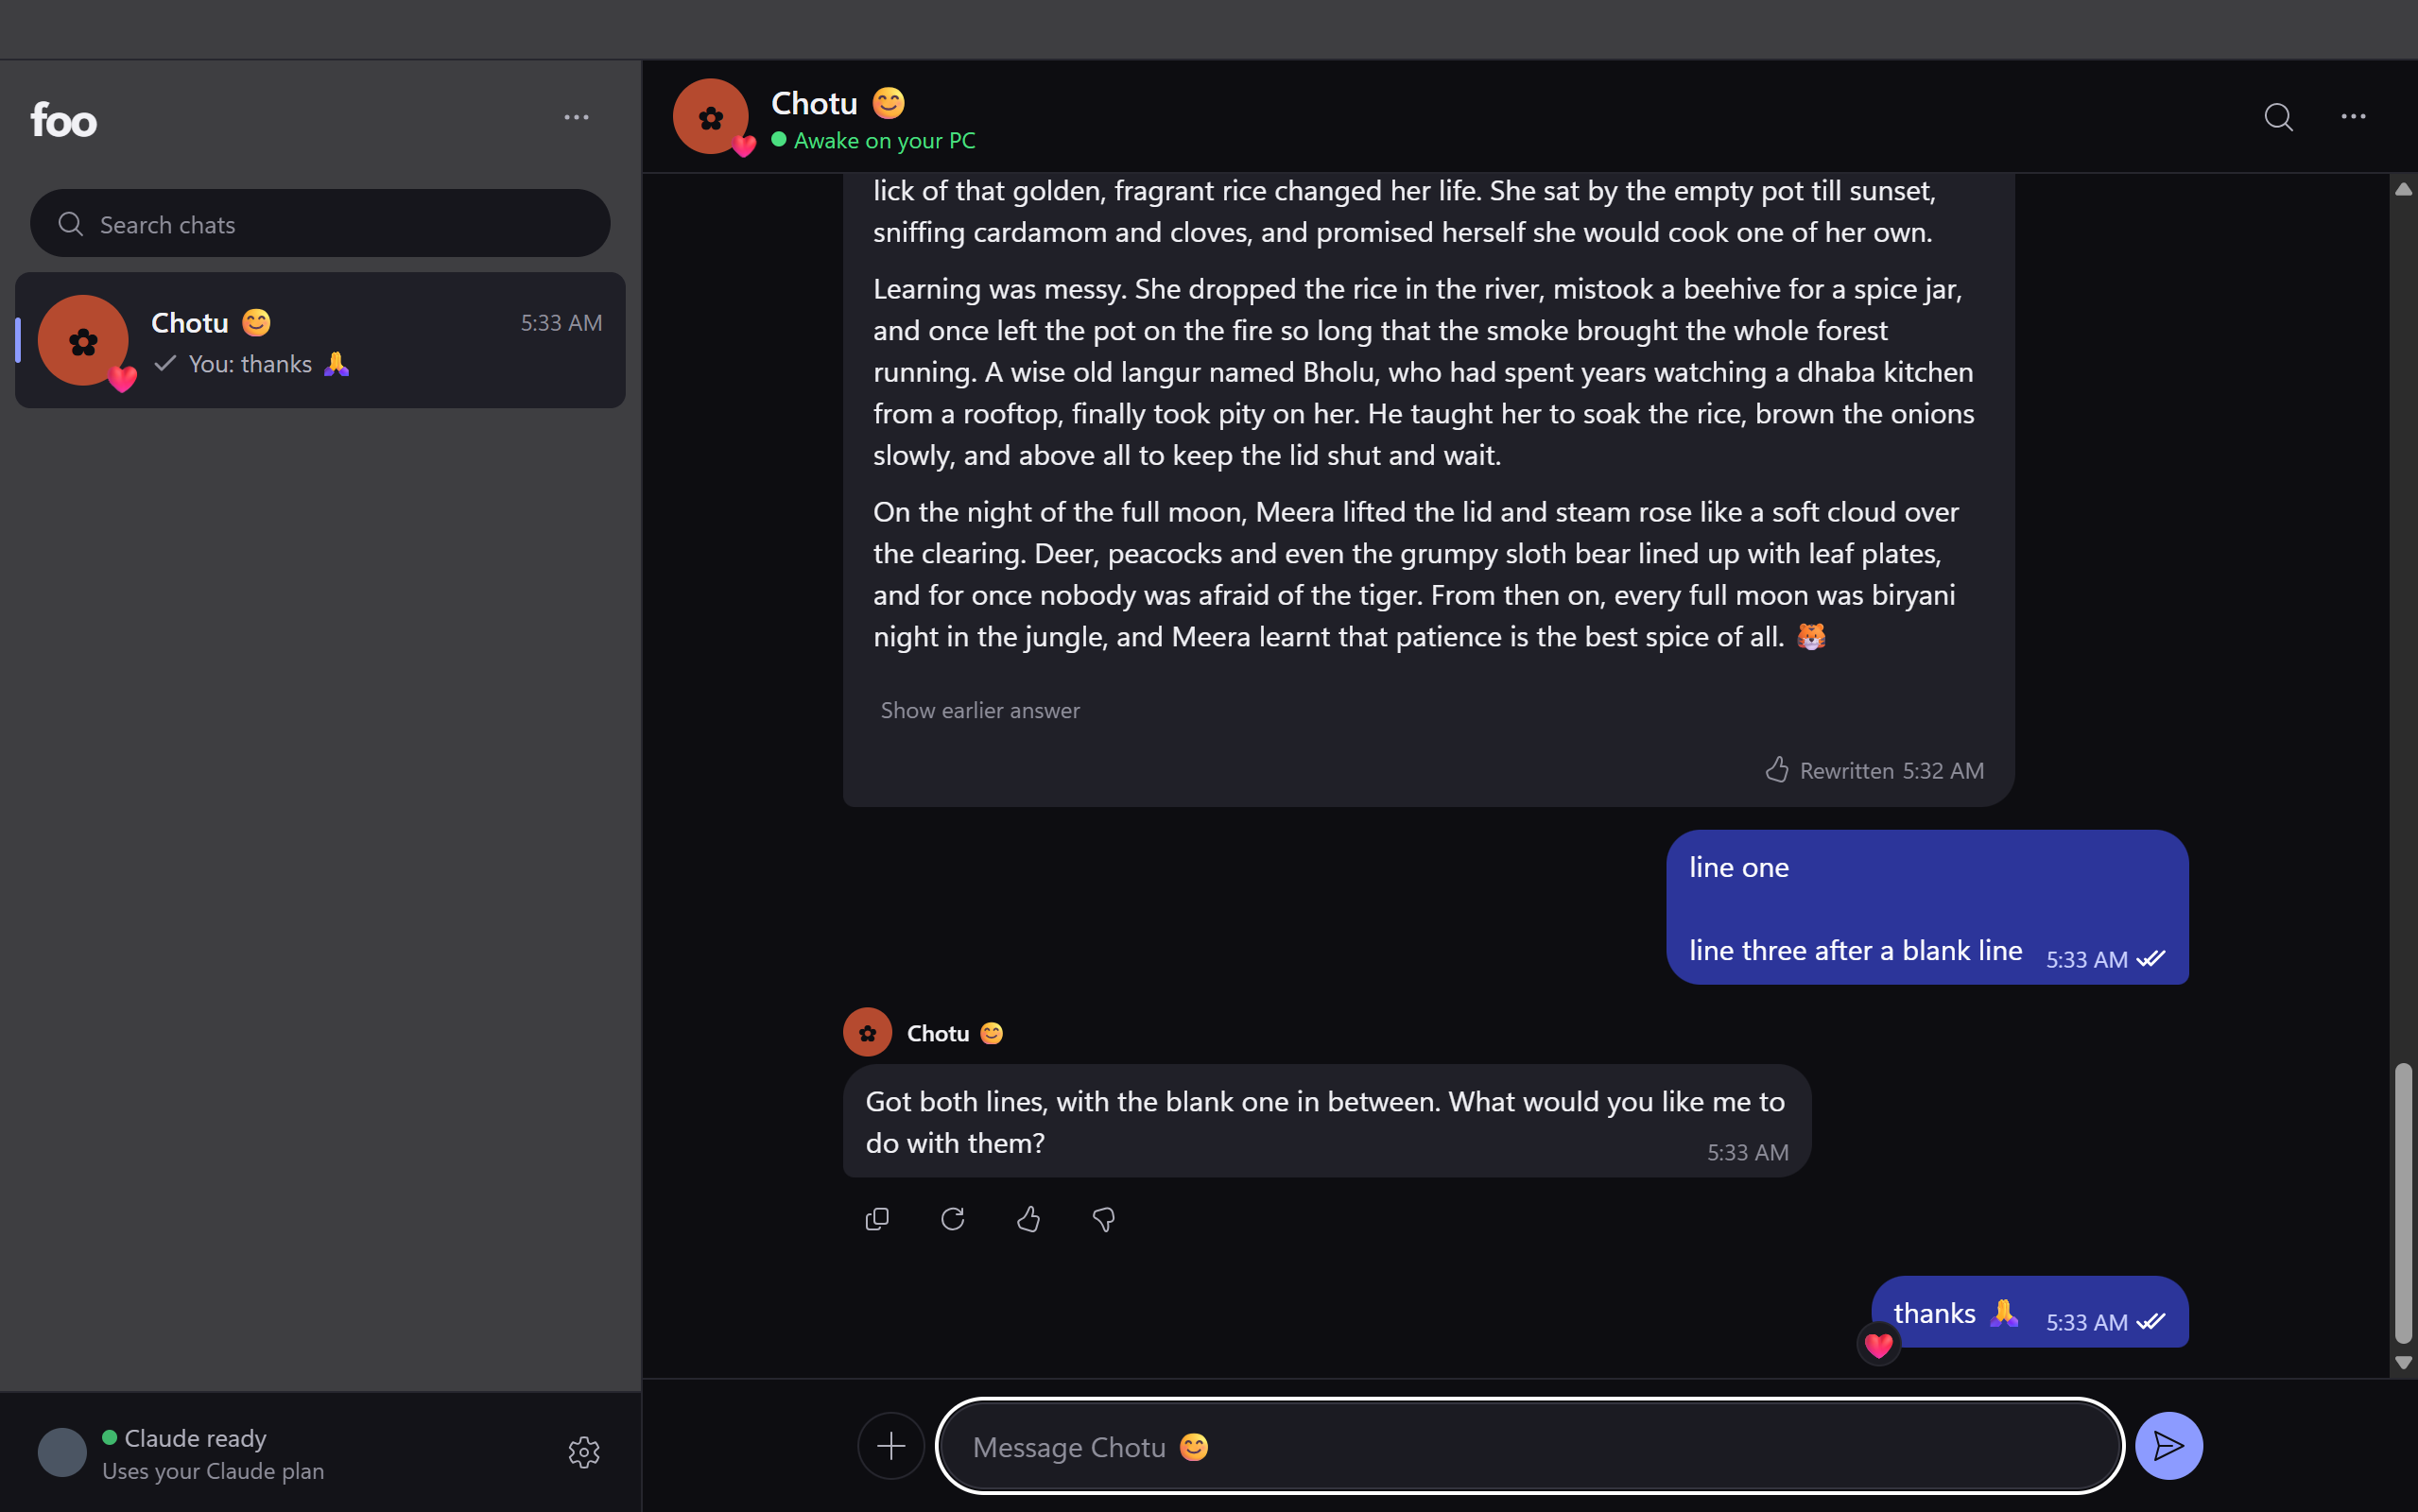 foo
Search chats
Chotu 😊
5:33 AM
You: thanks 🙏
Claude ready
Uses your Claude plan
Chotu 😊
Awake on your PC
lick of that golden, fragrant rice changed her life. She sat by the empty pot till sunset,
sniffing cardamom and cloves, and promised herself she would cook one of her own.
Learning was messy. She dropped the rice in the river, mistook a beehive for a spice jar,
and once left the pot on the fire so long that the smoke brought the whole forest
running. A wise old langur named Bholu, who had spent years watching a dhaba kitchen
from a rooftop, finally took pity on her. He taught her to soak the rice, brown the onions
slowly, and above all to keep the lid shut and wait.
On the night of the full moon, Meera lifted the lid and steam rose like a soft cloud over
the clearing. Deer, peacocks and even the grumpy sloth bear lined up with leaf plates,
and for once nobody was afraid of the tiger. From then on, every full moon was biryani
night in the jungle, and Meera learnt that patience is the best spice of all. 🐯
Show earlier answer
Rewritten 5:32 AM
line one

line three after a blank line 5:33 AM
Chotu 😊
Got both lines, with the blank one in between. What would you like me to
do with them?
5:33 AM
thanks 🙏 5:33 AM
Message Chotu 😊